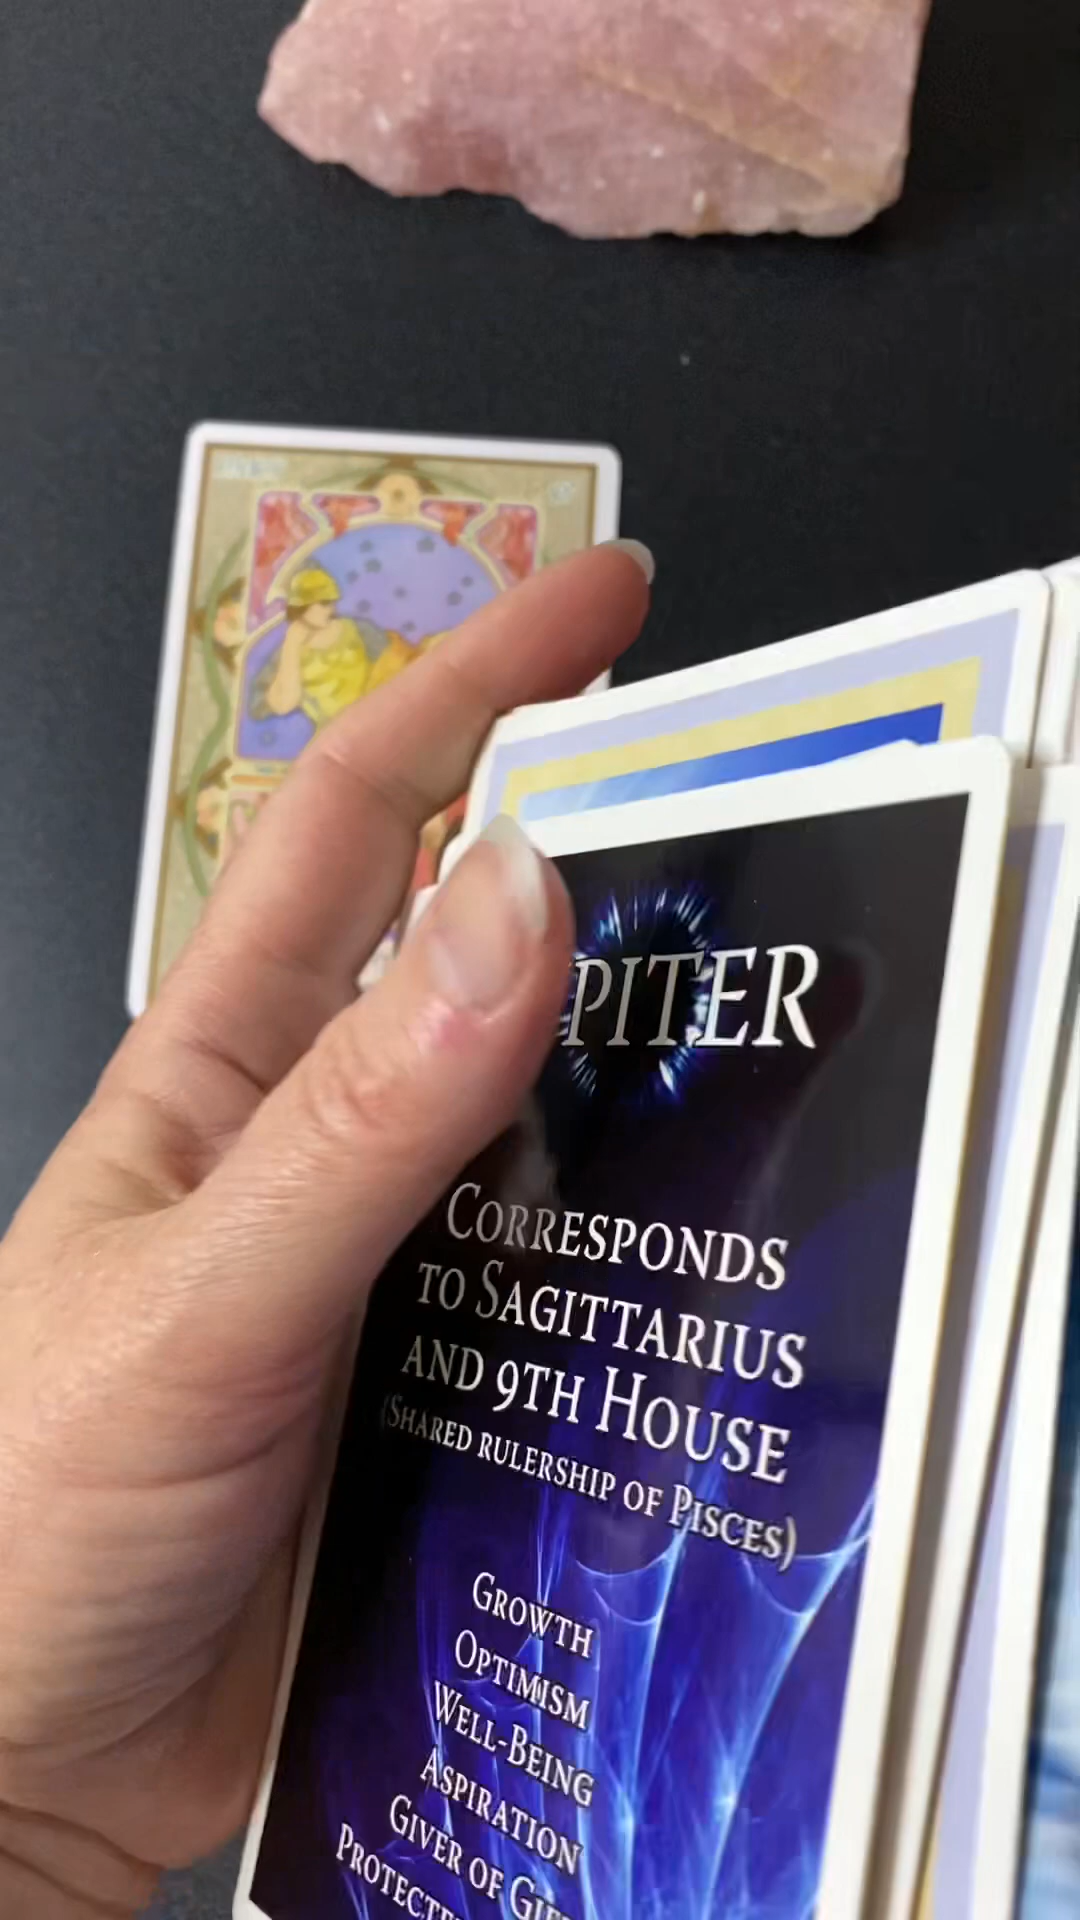 PITER
CORRESPONDS
TO SAGITTARIUS
AND 9TH HOUSE
(SHARED RULERSHIP OF PISCES)
GROWTH
OPTIMISM
WELL-BEING
ASPIRATION
GIVER OF